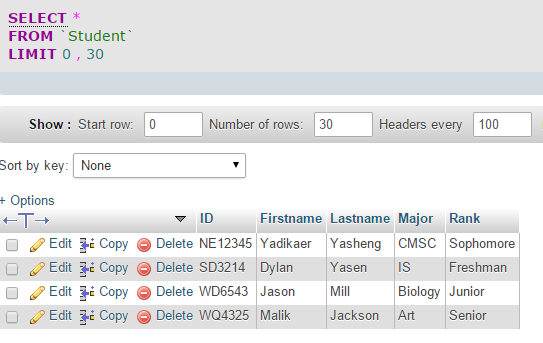 SELECT *
FROM `Student`
LIMIT 0 , 30
Show : Start row: 0 Number of rows: 30 Headers every 100
Sort by key: None
+ Options
ID Firstname Lastname Major Rank
Edit Copy Delete NE12345 Yadikaer Yasheng CMSC Sophomore
Edit Copy Delete SD3214 Dylan Yasen IS Freshman
Edit Copy Delete WD6543 Jason Mill Biology Junior
Edit Copy Delete WQ4325 Malik Jackson Art Senior